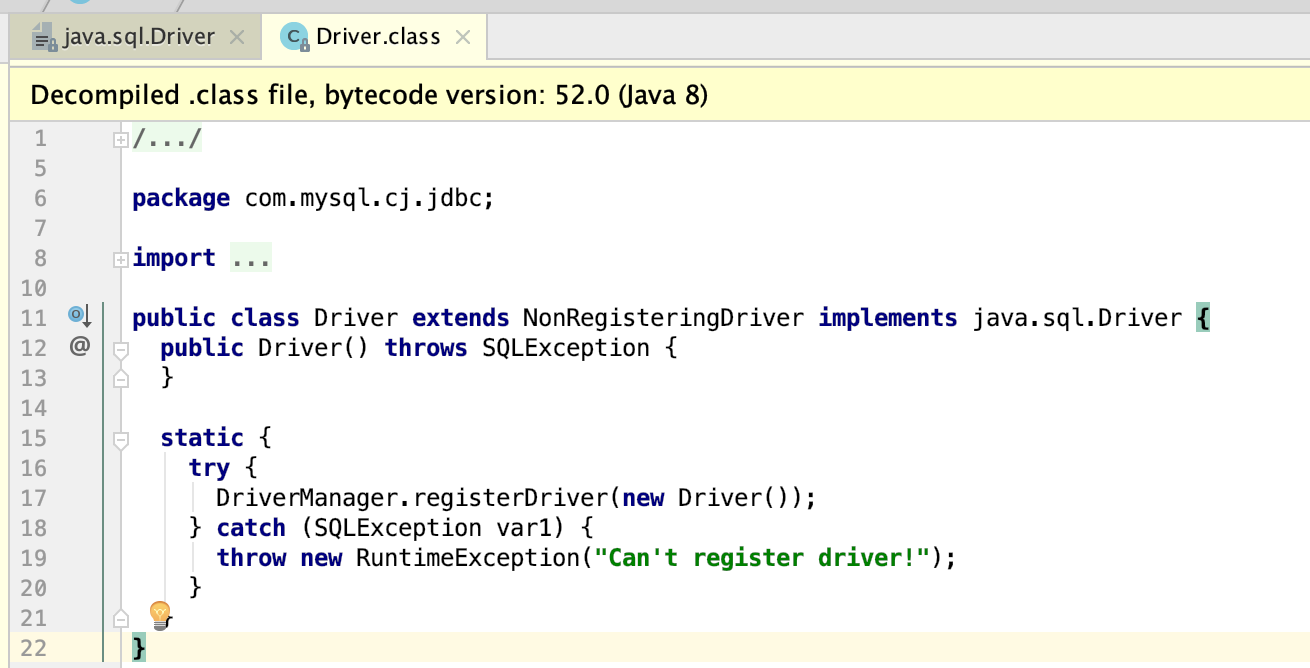 java.sql.Driver × C Driver.class ×
Decompiled .class file, bytecode version: 52.0 (Java 8)
1 /.../
5
6 package com.mysql.cj.jdbc;
7
8 import ...
10
11 public class Driver extends NonRegisteringDriver implements java.sql.Driver {
12 @ public Driver() throws SQLException {
13 }
14
15 static {
16 try {
17 DriverManager.registerDriver(new Driver());
18 } catch (SQLException var1) {
19 throw new RuntimeException("Can't register driver!");
20 }
21 }
22 }